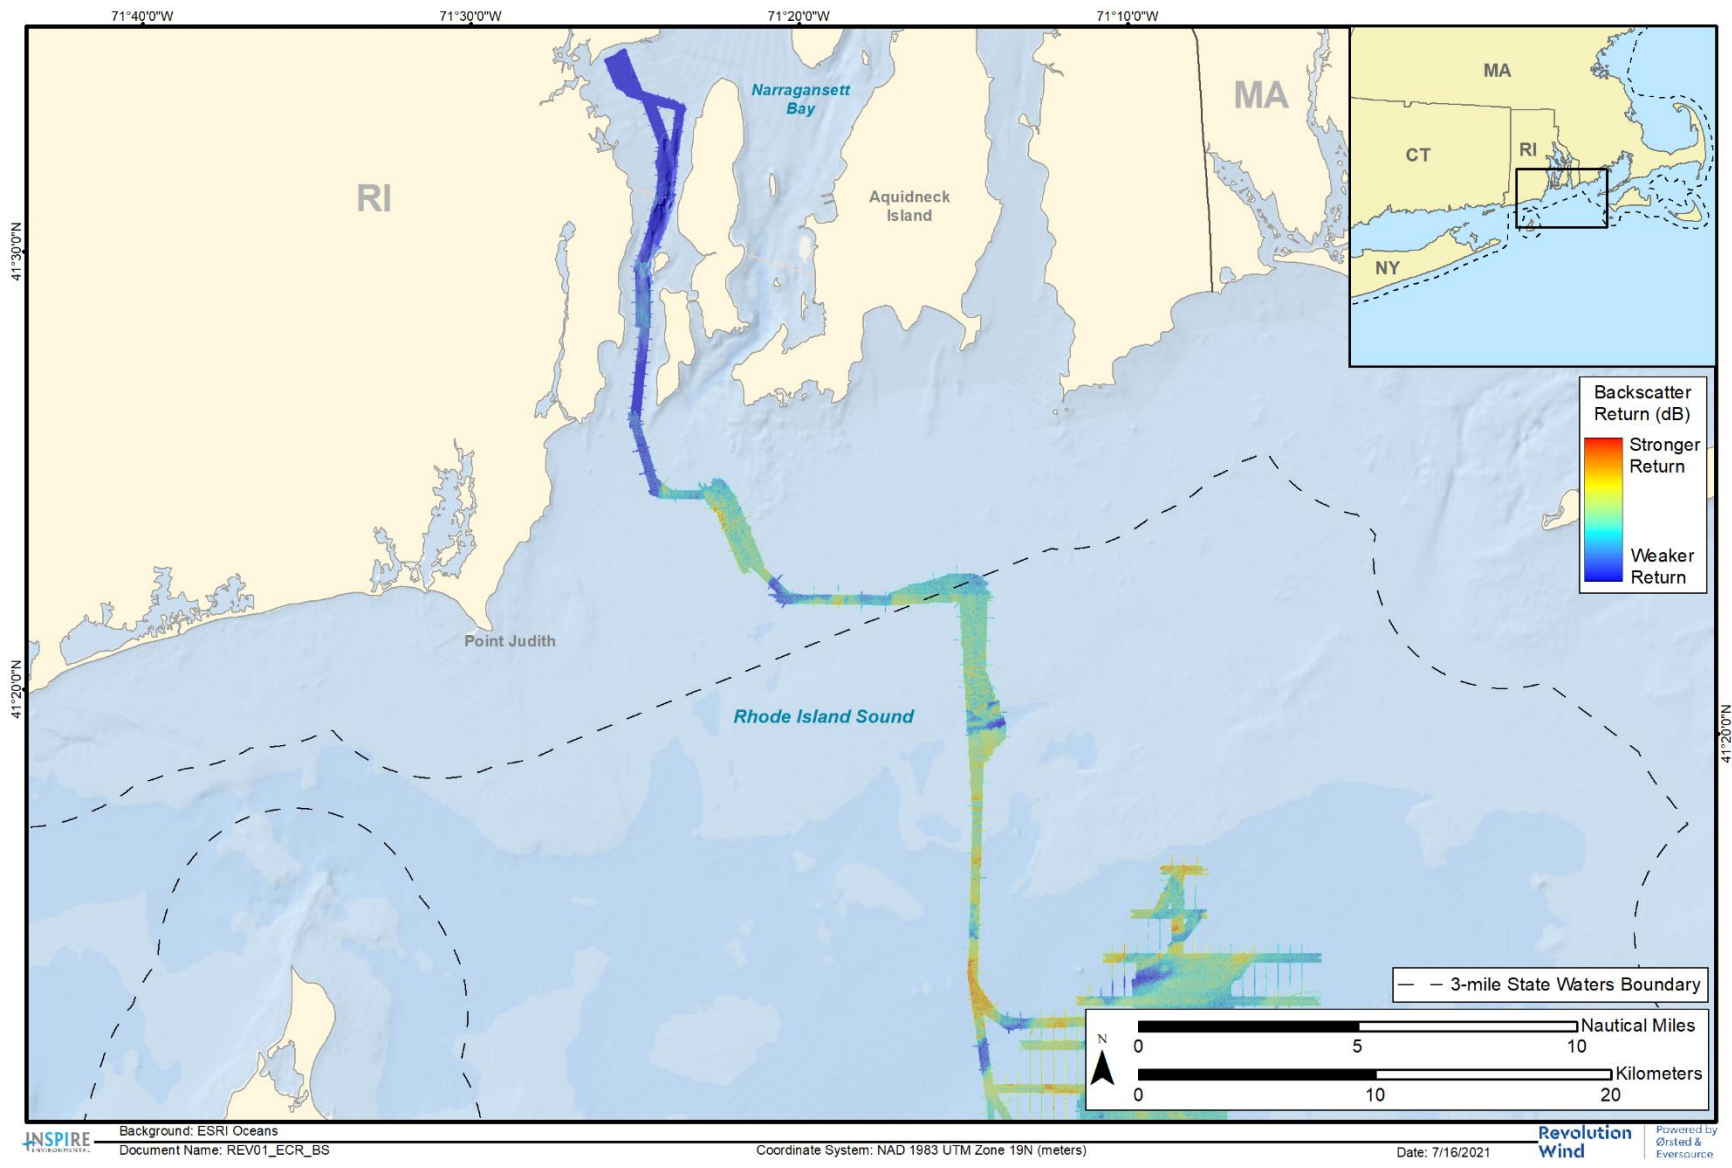 71°40'0"W
71°30'0"W
71°20'0"W
71°10'0"W
41°30'0"N
41°20'0"N
41°20'0"N
RI
MA
Narragansett
Bay
Aquidneck
Island
Point Judith
Rhode Island Sound
MA
CT
RI
NY
Backscatter
Return (dB)
Stronger
Return
Weaker
Return
3-mile State Waters Boundary
N
Nautical Miles
0 5 10
Kilometers
0 10 20
INSPIRE
ENVIRONMENTAL
Background: ESRI Oceans
Document Name: REV01_ECR_BS
Coordinate System: NAD 1983 UTM Zone 19N (meters)
Date: 7/16/2021
Revolution
Wind
Powered by
Ørsted &
Eversource